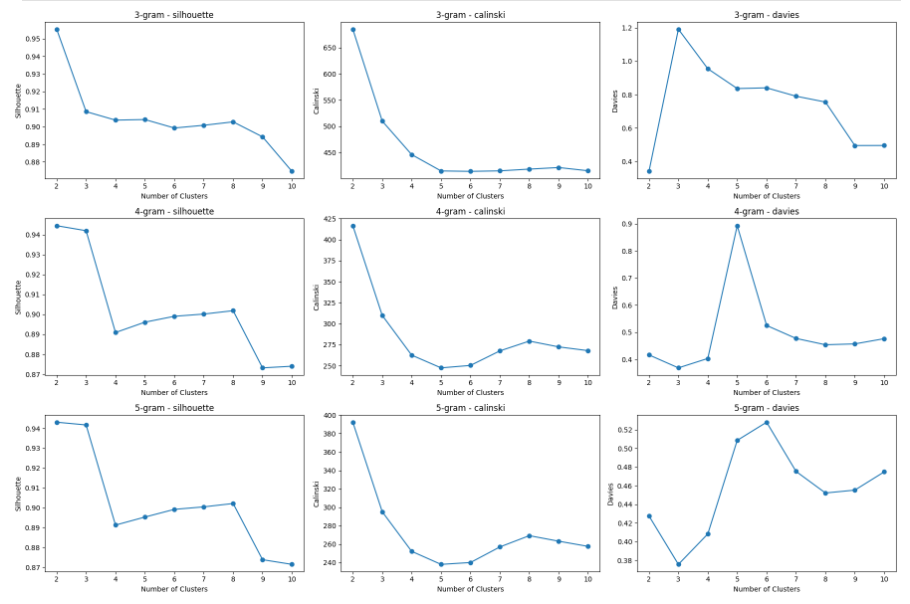 3-gram - silhouette
Silhouette
0.95
0.94
0.93
0.92
0.91
0.90
0.89
0.88
2 3 4 5 6 7 8 9 10
Number of Clusters
3-gram - calinski
Calinski
650
600
550
500
450
2 3 4 5 6 7 8 9 10
Number of Clusters
3-gram - davies
Davies
1.2
1.0
0.8
0.6
0.4
2 3 4 5 6 7 8 9 10
Number of Clusters
4-gram - silhouette
Silhouette
0.94
0.93
0.92
0.91
0.90
0.89
0.88
0.87
2 3 4 5 6 7 8 9 10
Number of Clusters
4-gram - calinski
Calinski
425
400
375
350
325
300
275
250
2 3 4 5 6 7 8 9 10
Number of Clusters
4-gram - davies
Davies
0.9
0.8
0.7
0.6
0.5
0.4
2 3 4 5 6 7 8 9 10
Number of Clusters
5-gram - silhouette
Silhouette
0.94
0.93
0.92
0.91
0.90
0.89
0.88
0.87
2 3 4 5 6 7 8 9 10
Number of Clusters
5-gram - calinski
Calinski
400
380
360
340
320
300
280
260
240
2 3 4 5 6 7 8 9 10
Number of Clusters
5-gram - davies
Davies
0.52
0.50
0.48
0.46
0.44
0.42
0.40
0.38
2 3 4 5 6 7 8 9 10
Number of Clusters